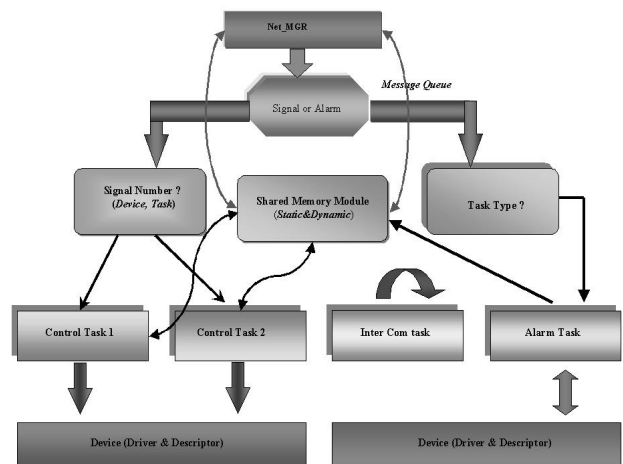 Net_MGR
Message Queue
Signal or Alarm
Signal Number ?
(Device, Task)
Shared Memory Module
(Static&Dynamic)
Task Type ?
Control Task 1
Control Task 2
Inter Com task
Alarm Task
Device (Driver & Descriptor)
Device (Driver & Descriptor)